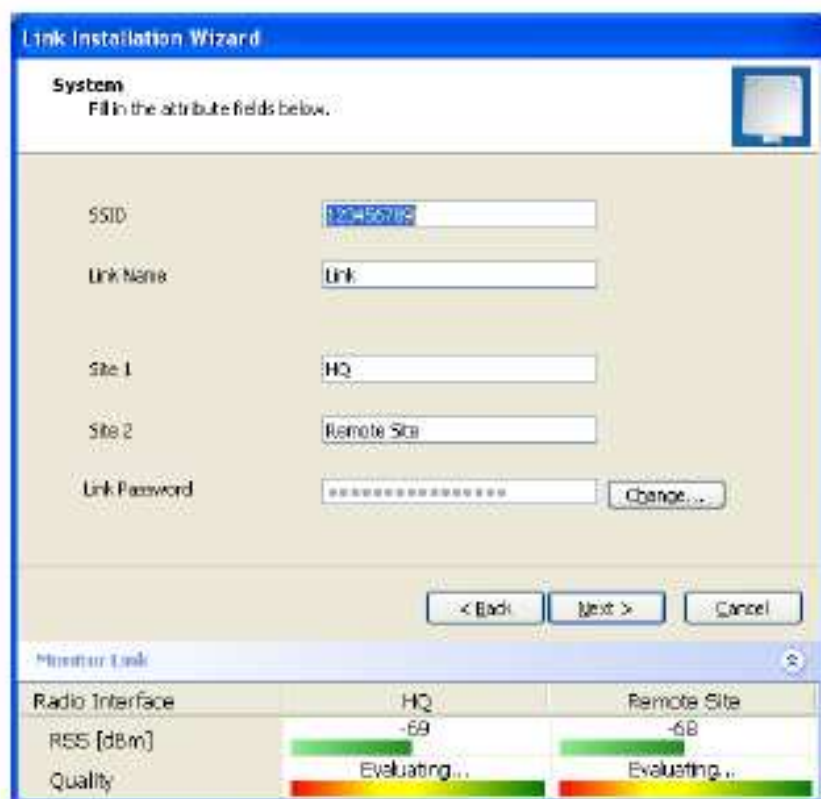 Link Installation Wizard
System
Fill in the attribute fields below.
SSID 123456789
Link Name Link
Site 1 HQ
Site 2 Remote Site
Link Password ****************
Change...
< Back Next > Cancel
Monitor Link
Radio Interface HQ Remote Site
RSS [dBm] -69 -68
Quality Evaluating... Evaluating...